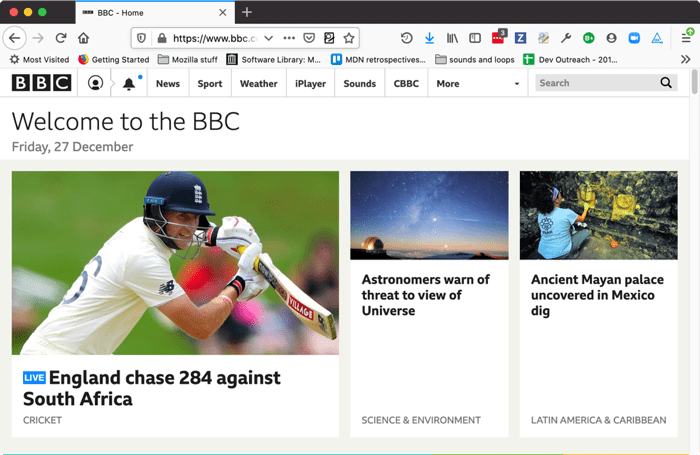 BBC - Home
https://www.bbc.c
Most Visited Getting Started Mozilla stuff Software Library: M... MDN retrospectives... sounds and loops Dev Outreach - 201...
BBC News Sport Weather iPlayer Sounds CBBC More Search
Welcome to the BBC
Friday, 27 December
VILLAGE
LIVE England chase 284 against
South Africa
CRICKET
Astronomers warn of
threat to view of
Universe
SCIENCE & ENVIRONMENT
Ancient Mayan palace
uncovered in Mexico
dig
LATIN AMERICA & CARIBBEAN